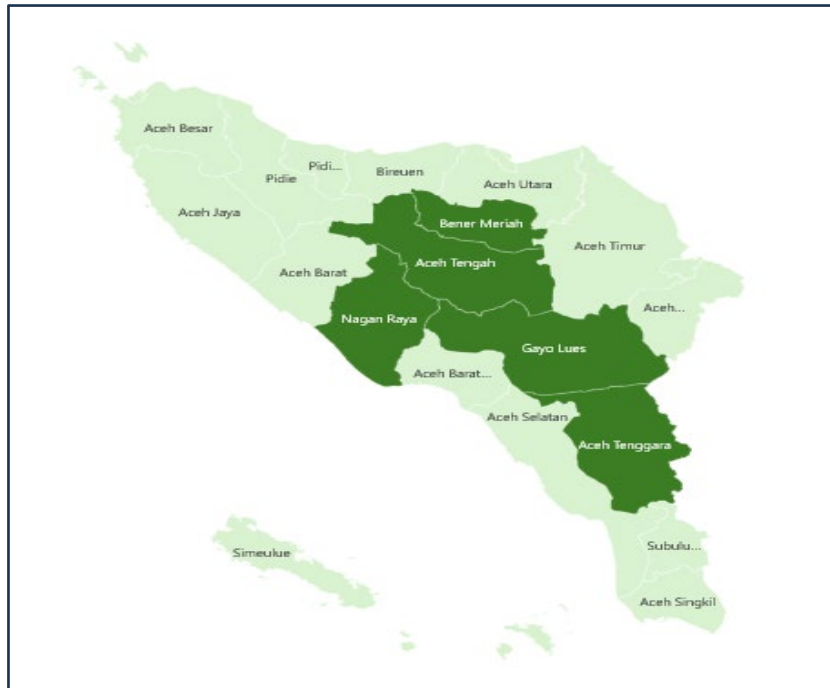 Aceh Besar
Pidi...
Pidie
Bireuen
Aceh Utara
Aceh Jaya
Bener Meriah
Aceh Timur
Aceh Barat
Aceh Tengah
Nagan Raya
Aceh...
Gayo Lues
Aceh Barat...
Aceh Selatan
Aceh Tenggara
Simeulue
Subulu...
Aceh Singkil